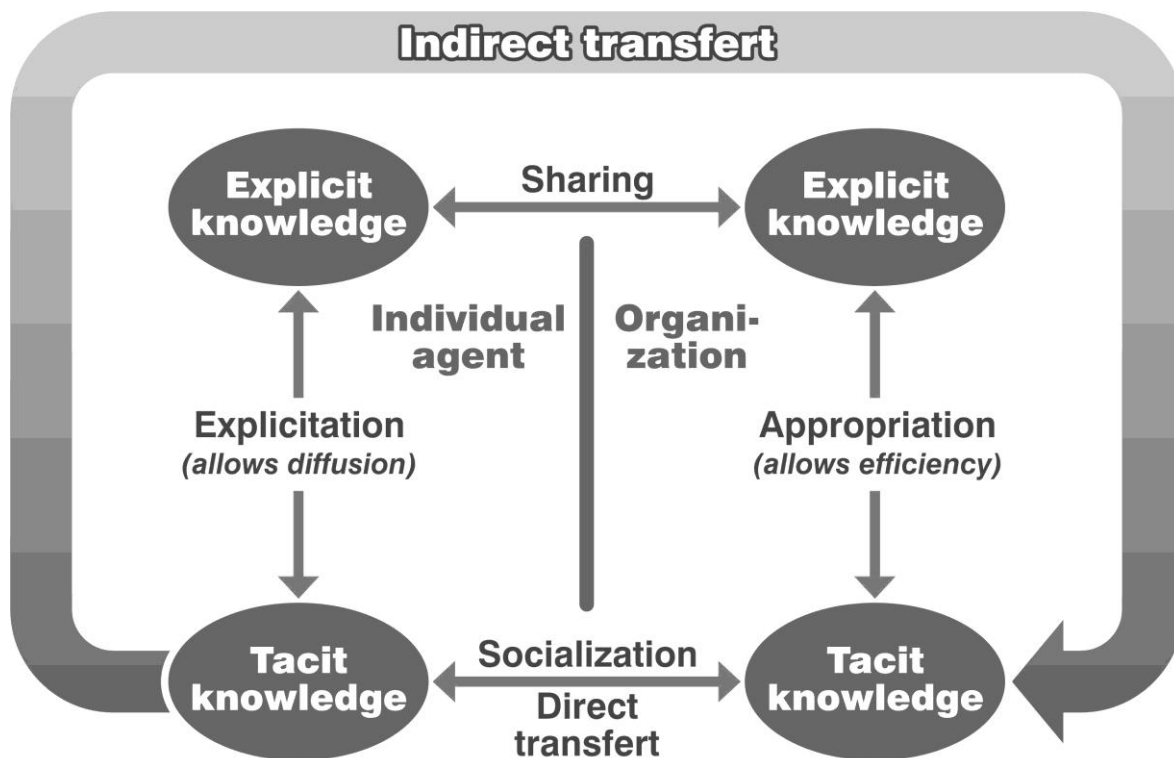 Indirect transfert
Explicit
knowledge
Sharing
Explicit
knowledge
Individual
agent
Organi-
zation
Explicitation
(allows diffusion)
Appropriation
(allows efficiency)
Tacit
knowledge
Socialization
Direct
transfert
Tacit
knowledge